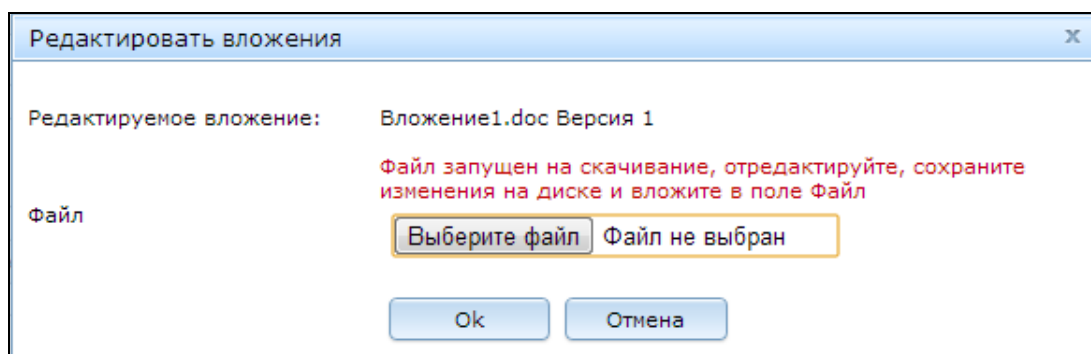 Редактировать вложения x
Редактируемое вложение: Вложение1.doc Версия 1
Файл запущен на скачивание, отредактируйте, сохраните
изменения на диске и вложите в поле Файл
Файл
Выберите файл Файл не выбран
Ok Отмена